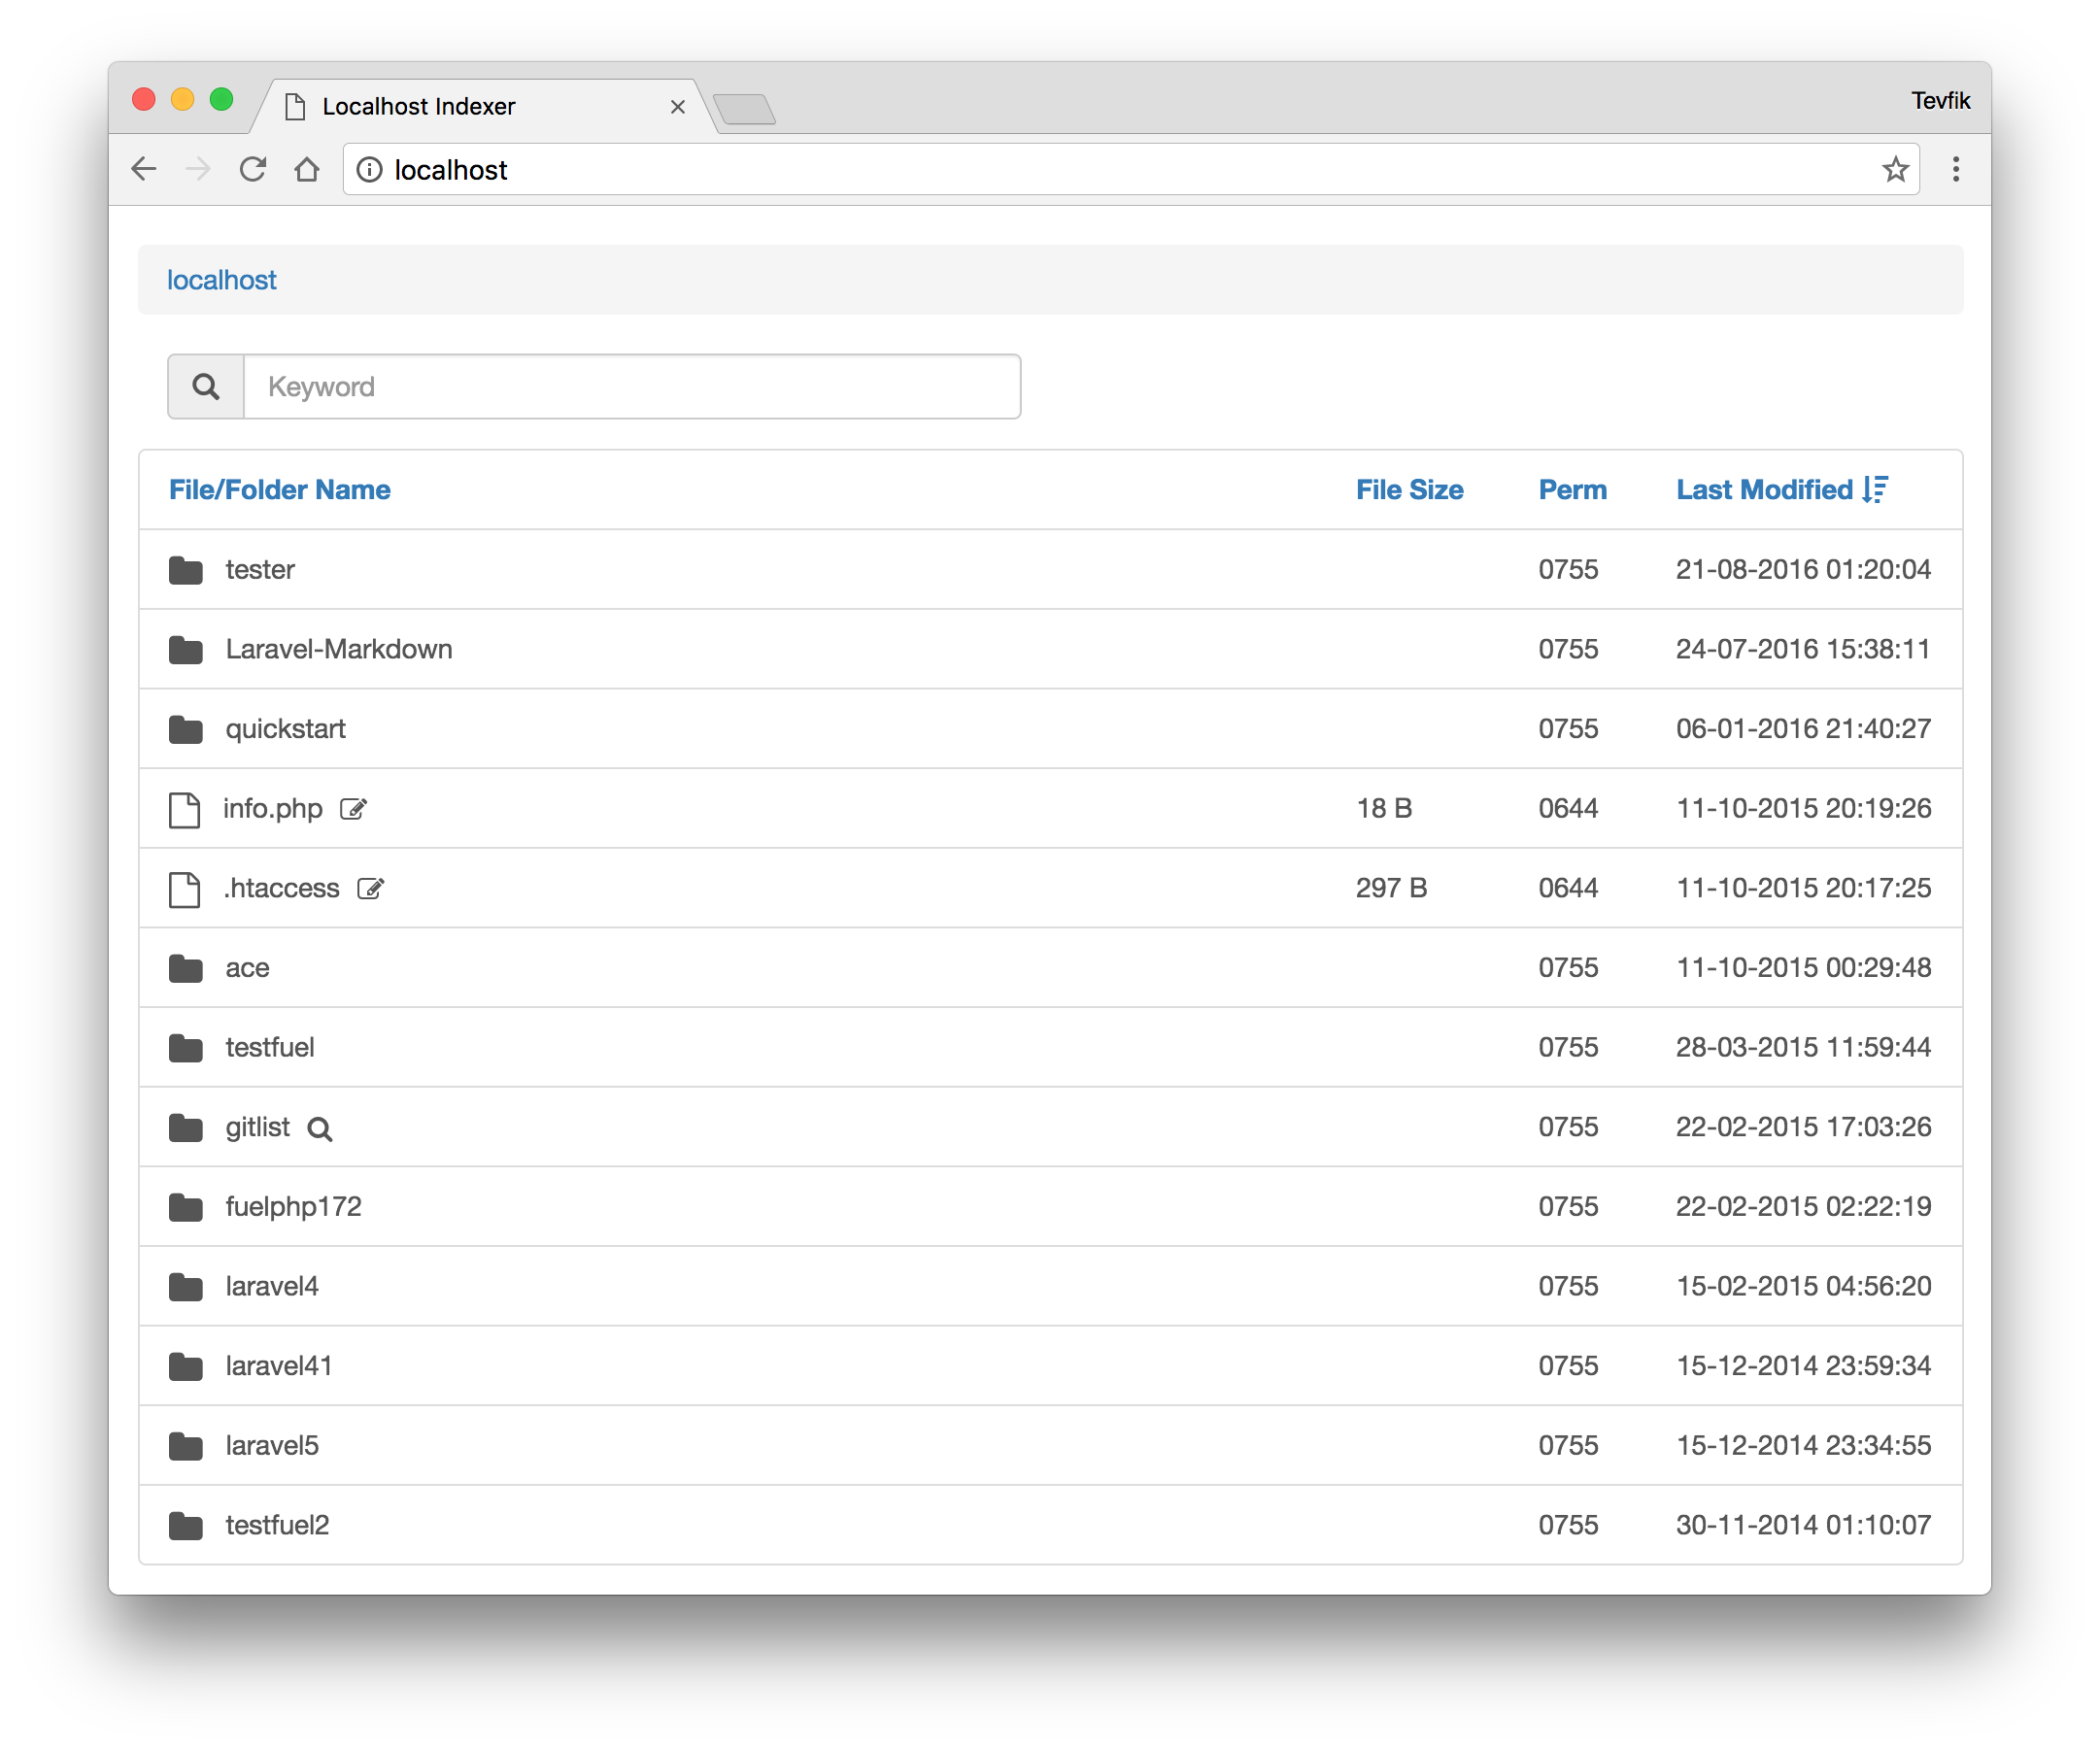 Localhost Indexer
Tevfik
localhost
localhost
Keyword
File/Folder Name File Size Perm Last Modified
tester 0755 21-08-2016 01:20:04
Laravel-Markdown 0755 24-07-2016 15:38:11
quickstart 0755 06-01-2016 21:40:27
info.php 18 B 0644 11-10-2015 20:19:26
.htaccess 297 B 0644 11-10-2015 20:17:25
ace 0755 11-10-2015 00:29:48
testfuel 0755 28-03-2015 11:59:44
gitlist 0755 22-02-2015 17:03:26
fuelphp172 0755 22-02-2015 02:22:19
laravel4 0755 15-02-2015 04:56:20
laravel41 0755 15-12-2014 23:59:34
laravel5 0755 15-12-2014 23:34:55
testfuel2 0755 30-11-2014 01:10:07